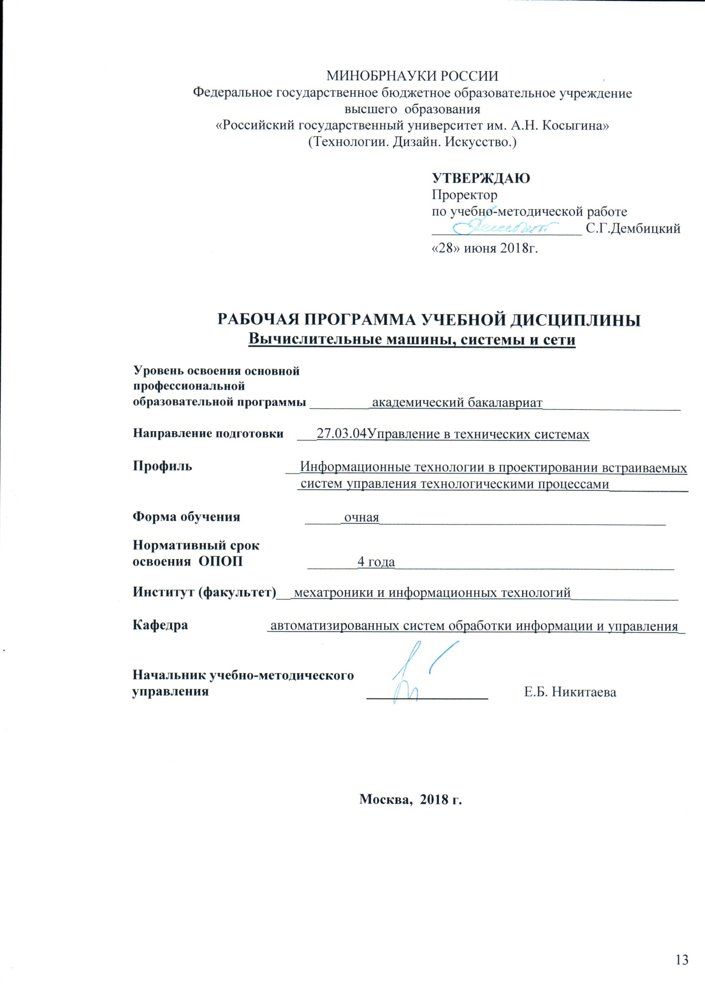 МИНОБРНАУКИ РОССИИ
Федеральное государственное бюджетное образовательное учреждение
высшего образования
«Российский государственный университет им. А.Н. Косыгина»
(Технологии. Дизайн. Искусство.)
УТВЕРЖДАЮ
Проректор
по учебно-методической работе
С.Г.Дембицкий
«28» июня 2018г.
РАБОЧАЯ ПРОГРАММА УЧЕБНОЙ ДИСЦИПЛИНЫ
Вычислительные машины, системы и сети
Уровень освоения основной
профессиональной
образовательной программы академический бакалавриат
Направление подготовки 27.03.04Управление в технических системах
Профиль Информационные технологии в проектировании встраиваемых
систем управления технологическими процессами
Форма обучения очная
Нормативный срок
освоения ОПОП 4 года
Институт (факультет) мехатроники и информационных технологий
Кафедра автоматизированных систем обработки информации и управления
Начальник учебно-методического
управления Е.Б. Никитаева
Москва, 2018 г.
13